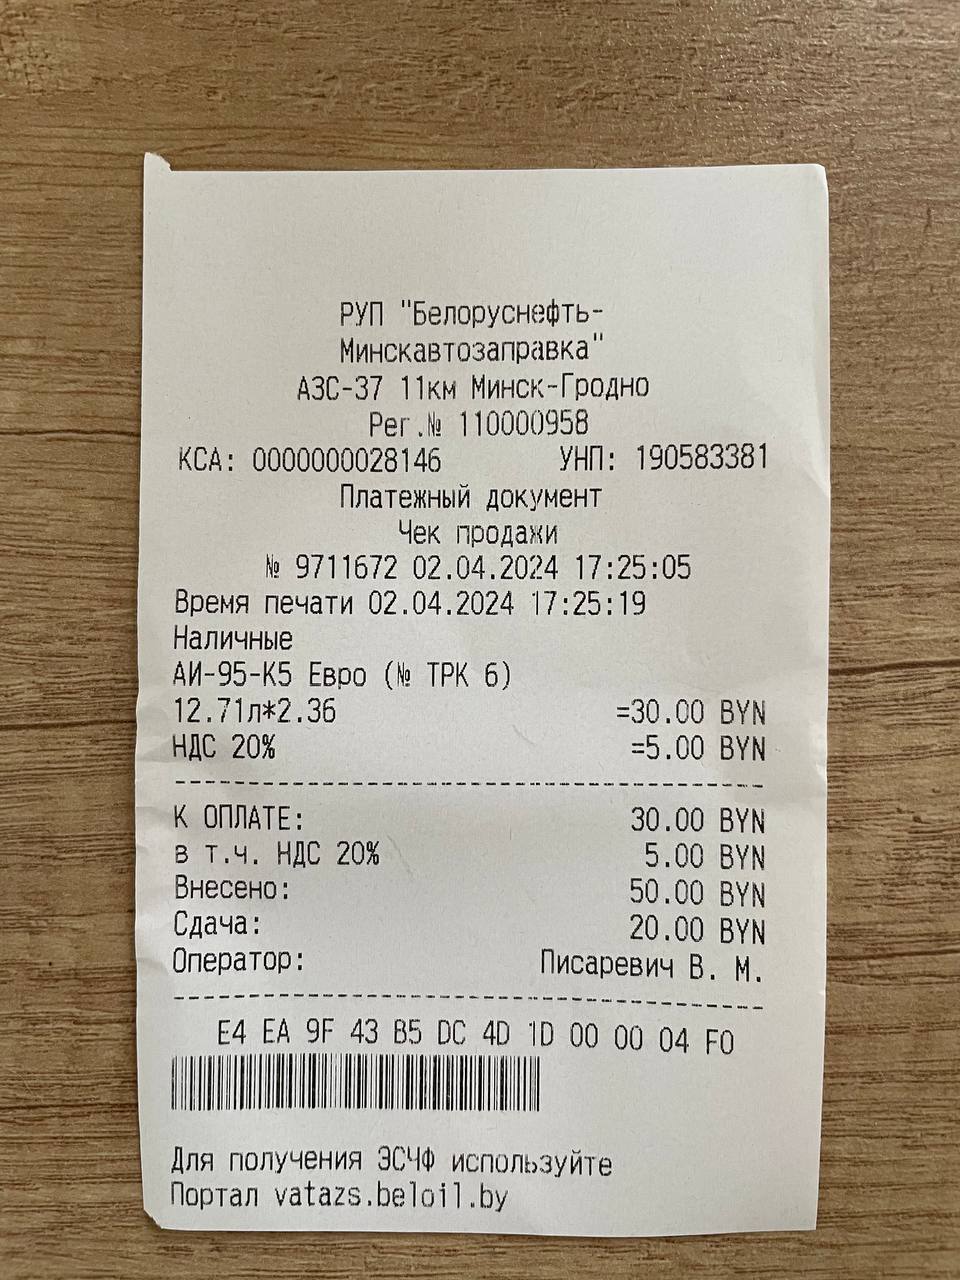 РУП "Белоруснефть-
Минскавтозаправка"
АЗС-37 11км Минск-Гродно
Рег.№ 110000958
КСА: 0000000028146 УНП: 190583381
Платежный документ
Чек продажи
№ 9711672 02.04.2024 17:25:05
Время печати 02.04.2024 17:25:19
Наличные
АИ-95-К5 Евро (№ ТРК 6)
12.71л*2.36 =30.00 BYN
НДС 20% =5.00 BYN
К ОПЛАТЕ: 30.00 BYN
в т.ч. НДС 20% 5.00 BYN
Внесено: 50.00 BYN
Сдача: 20.00 BYN
Оператор: Писаревич В. М.
E4 EA 9F 43 B5 DC 4D 1D 00 00 04 F0
Для получения ЭСЧФ используйте
Портал vatazs.beloil.by